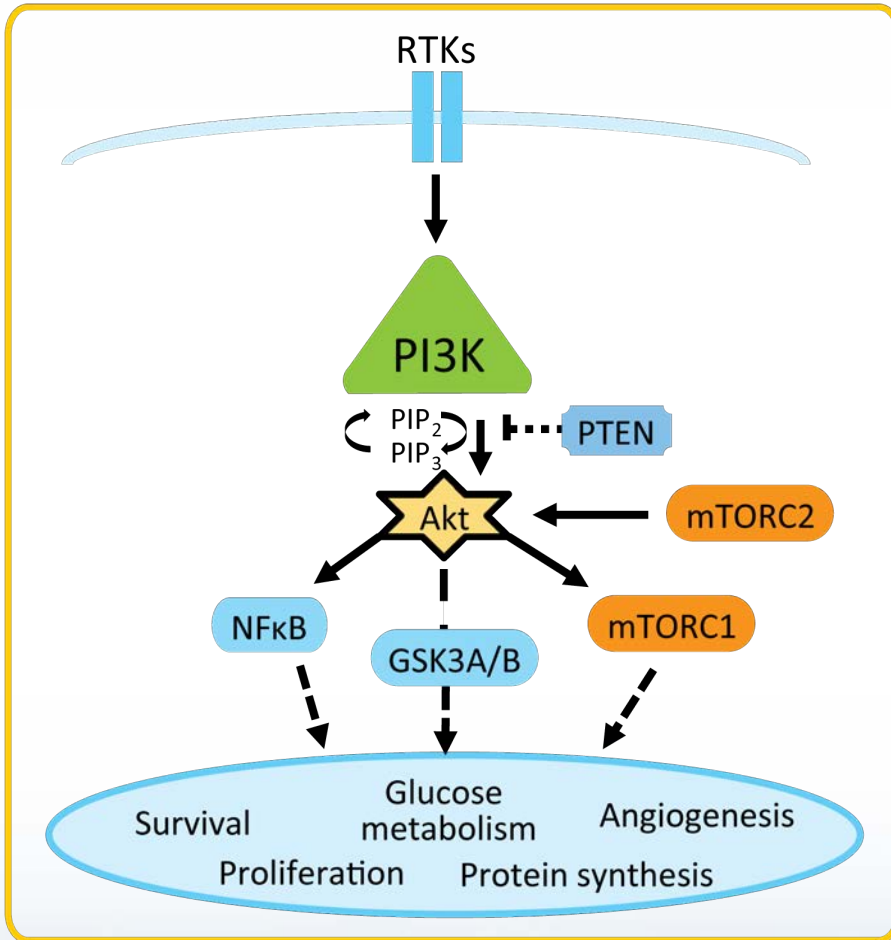 RTKs
PI3K
PIP2
PIP3
PTEN
Akt
mTORC2
NFκB
GSK3A/B
mTORC1
Survival
Glucose
metabolism
Angiogenesis
Proliferation
Protein synthesis